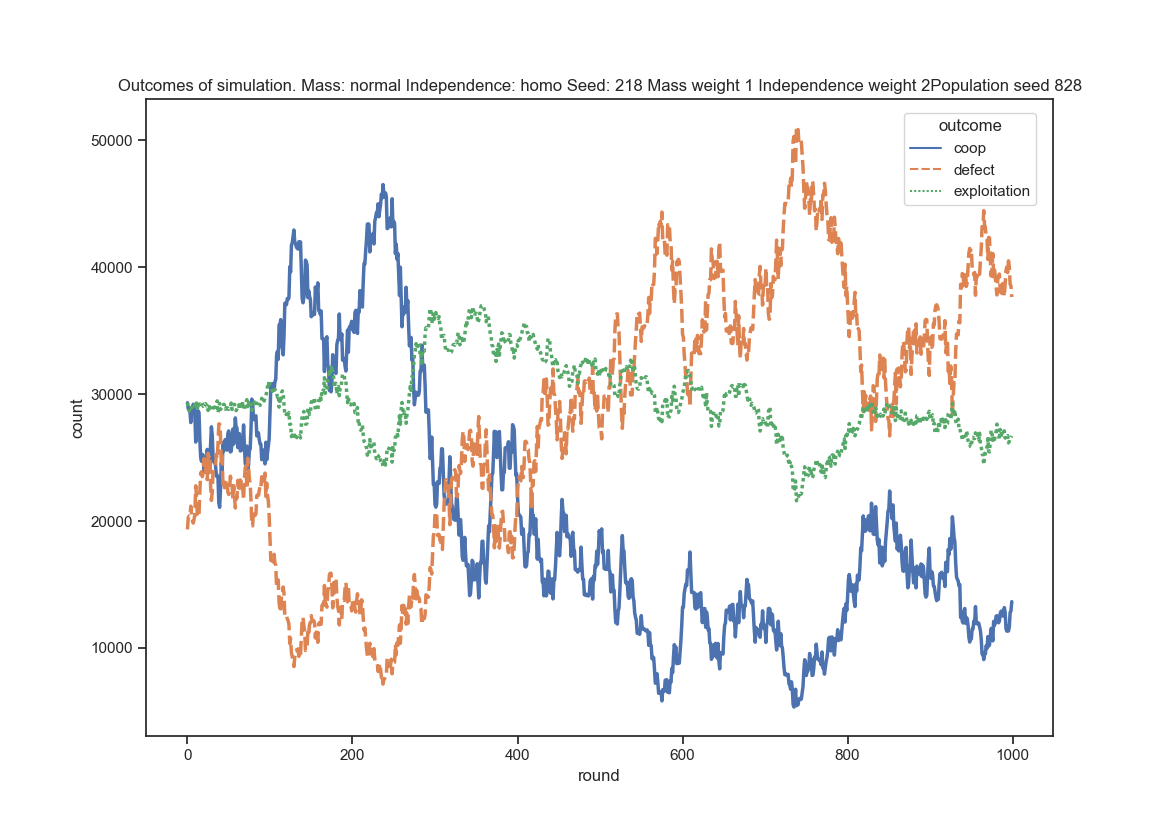 Outcomes of simulation. Mass: normal Independence: homo Seed: 218 Mass weight 1 Independence weight 2Population seed 828
outcome
coop
defect
exploitation
50000
40000
30000
20000
10000
count
0 200 400 600 800 1000
round